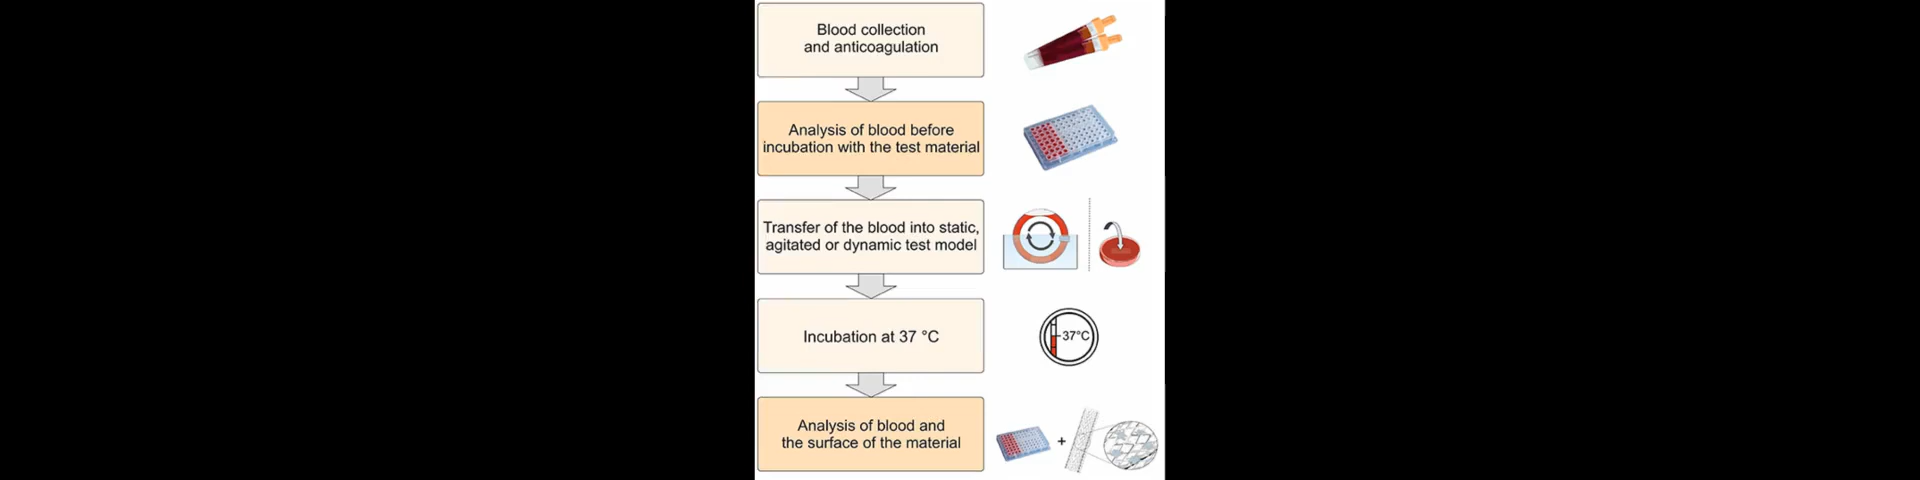 Blood collection
and anticoagulation
Analysis of blood before
incubation with the test material
Transfer of the blood into static,
agitated or dynamic test model
Incubation at 37 °C
37°C
Analysis of blood and
the surface of the material
+